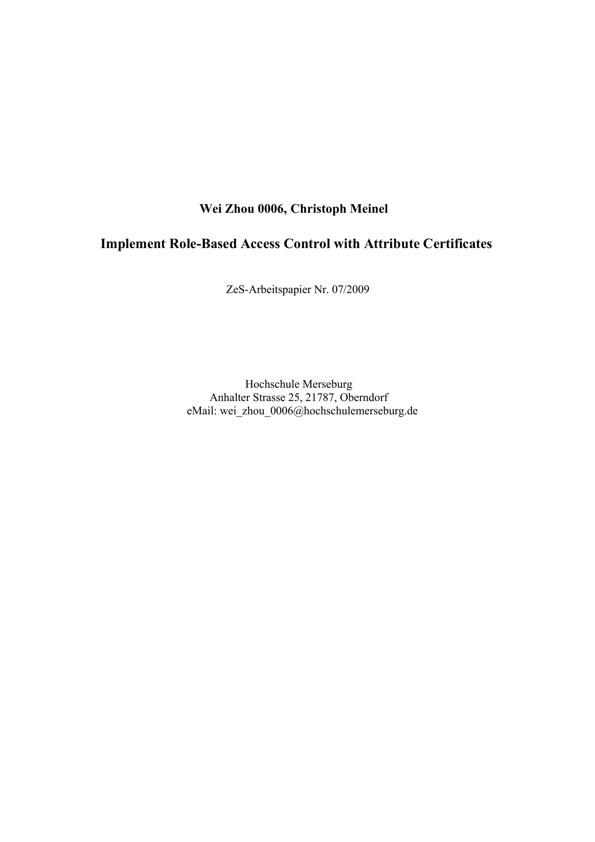 Wei Zhou 0006, Christoph Meinel
Implement Role-Based Access Control with Attribute Certificates
ZeS-Arbeitspapier Nr. 07/2009
Hochschule Merseburg
Anhalter Strasse 25, 21787, Oberndorf
eMail: wei_zhou_0006@hochschulemerseburg.de